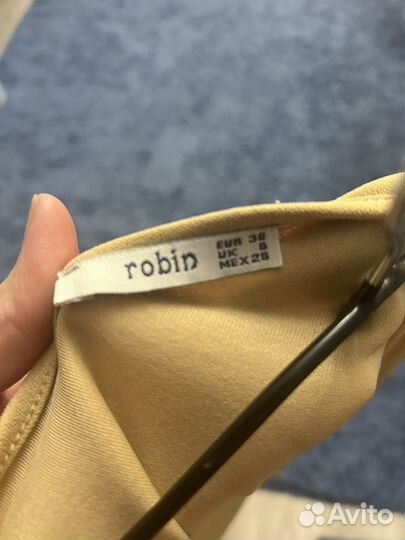 robin
EUR 38
UK 8
MEX 28
Avito